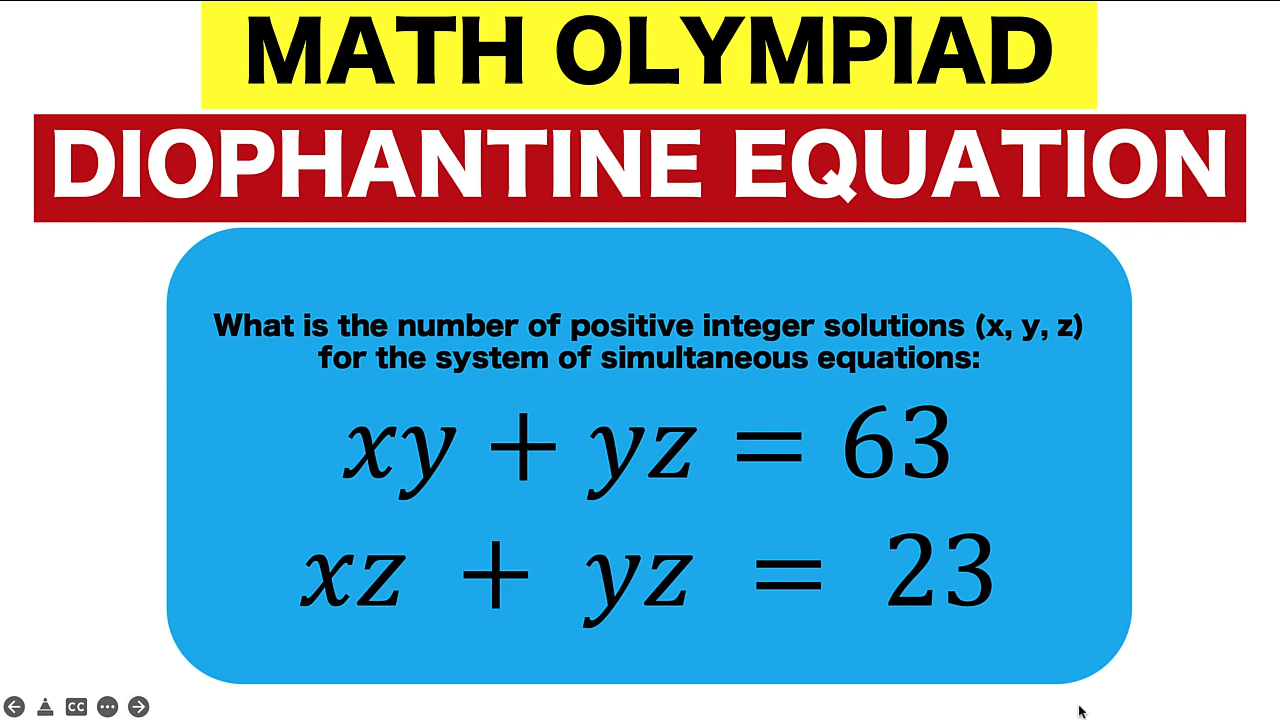 MATH OLYMPIAD
DIOPHANTINE EQUATION
What is the number of positive integer solutions (x, y, z)
for the system of simultaneous equations:
xy + yz = 63
xz + yz = 23
CC